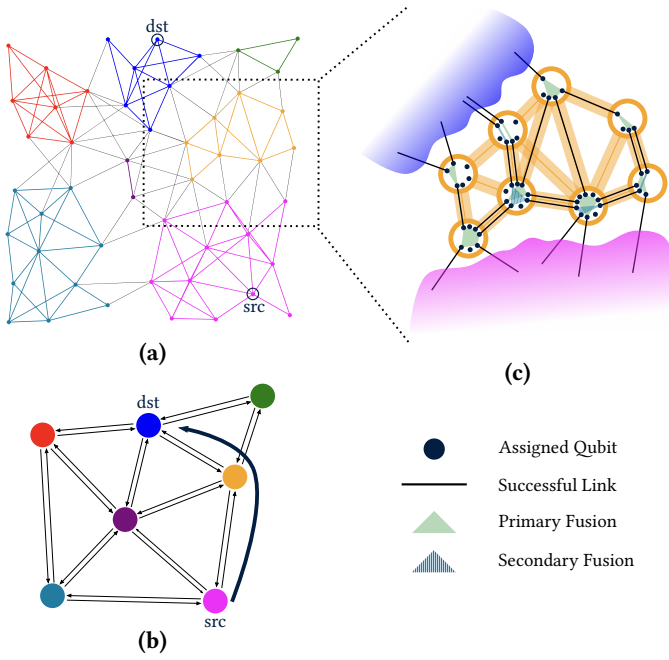 dst
src
(a)
(c)
dst
src
(b)
Assigned Qubit
Successful Link
Primary Fusion
Secondary Fusion